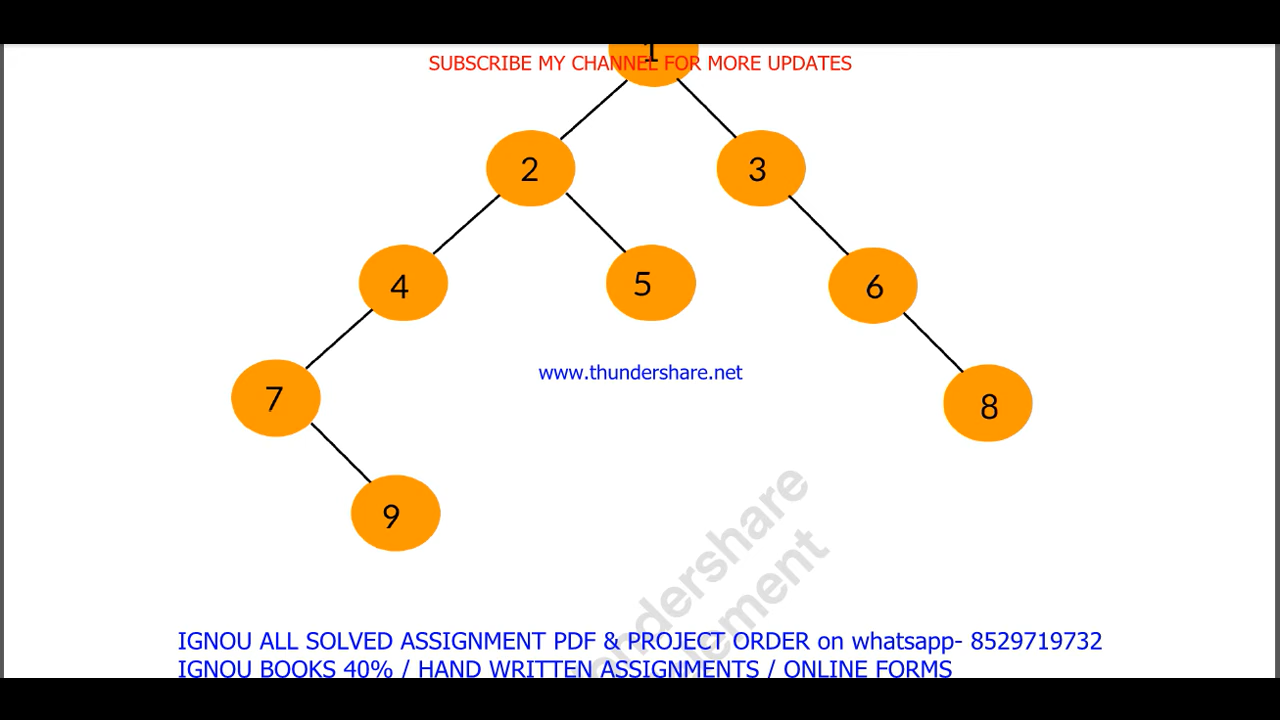 1
SUBSCRIBE MY CHANNEL FOR MORE UPDATES
2
3
4
5
6
www.thundershare.net
7
8
9
IGNOU ALL SOLVED ASSIGNMENT PDF & PROJECT ORDER on whatsapp- 8529719732
IGNOU BOOKS 40% / HAND WRITTEN ASSIGNMENTS / ONLINE FORMS